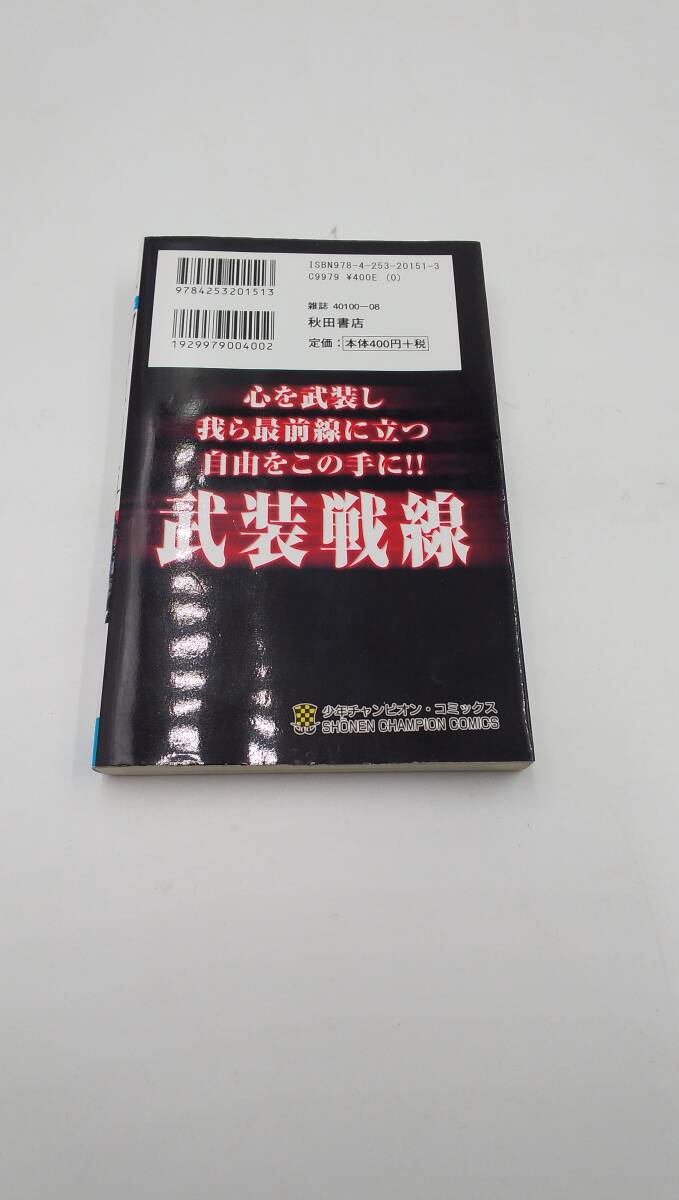 ISBN978-4-253-20151-3
C9979 ¥400E (0)
9784253201513
雑誌 40100-08
秋田書店
1929979004002
定価：本体400円+税
心を武装し
我ら最前線に立つ
自由をこの手に!!
武装戦線
少年チャンピオン・コミックス
SHŌNEN CHAMPION COMICS